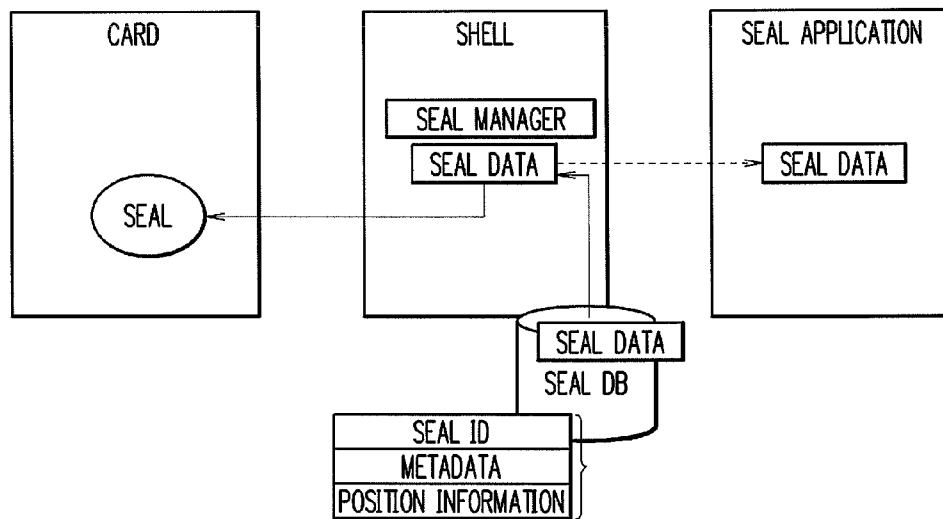 CARD
SHELL
SEAL APPLICATION
SEAL MANAGER
SEAL DATA
SEAL DATA
SEAL
SEAL DATA
SEAL DB
SEAL ID
METADATA
POSITION INFORMATION